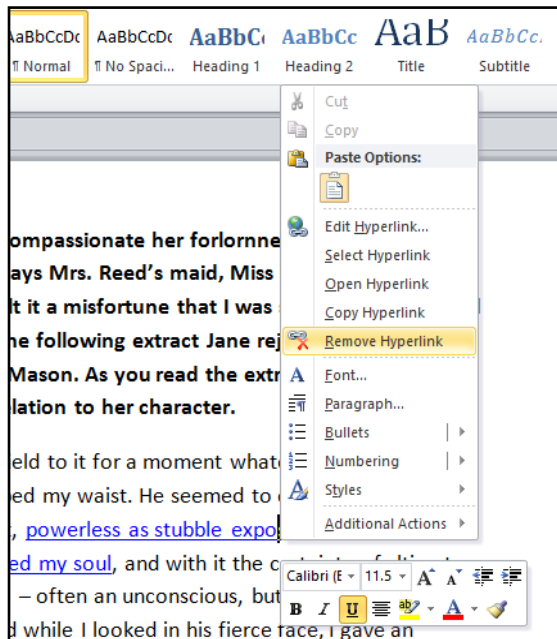 AaBbCcDc AaBbCcDc AaBbC AaBbCc AaB AaBbCc.
¶ Normal ¶ No Spaci... Heading 1 Heading 2 Title Subtitle
Cut
Copy
Paste Options:
Edit Hyperlink...
Select Hyperlink
Open Hyperlink
Copy Hyperlink
Remove Hyperlink
Font...
Paragraph...
Bullets
Numbering
Styles
Additional Actions
ompassionate her forlorn
ays Mrs. Reed's maid, Miss
lt it a misfortune that I was
he following extract Jane rej
Mason. As you read the extr
elation to her character.
ield to it for a moment what
ped my waist. He seemed to
, powerless as stubble expo
ed my soul, and with it the
– often an unconscious, but
d while I looked in his fierce face, I gave an
Calibri (E 11.5 A A
B I U ab A